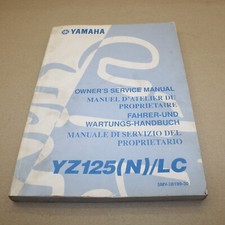 YAMAHA
OWNER'S SERVICE MANUAL
MANUEL D'ATELIER DU
PROPRIETAIRE
FAHRER-UND
WARTUNGS-HANDBUCH
MANUALE DI SERVIZIO DEL
PROPRIETARIO
YZ125(N)/LC